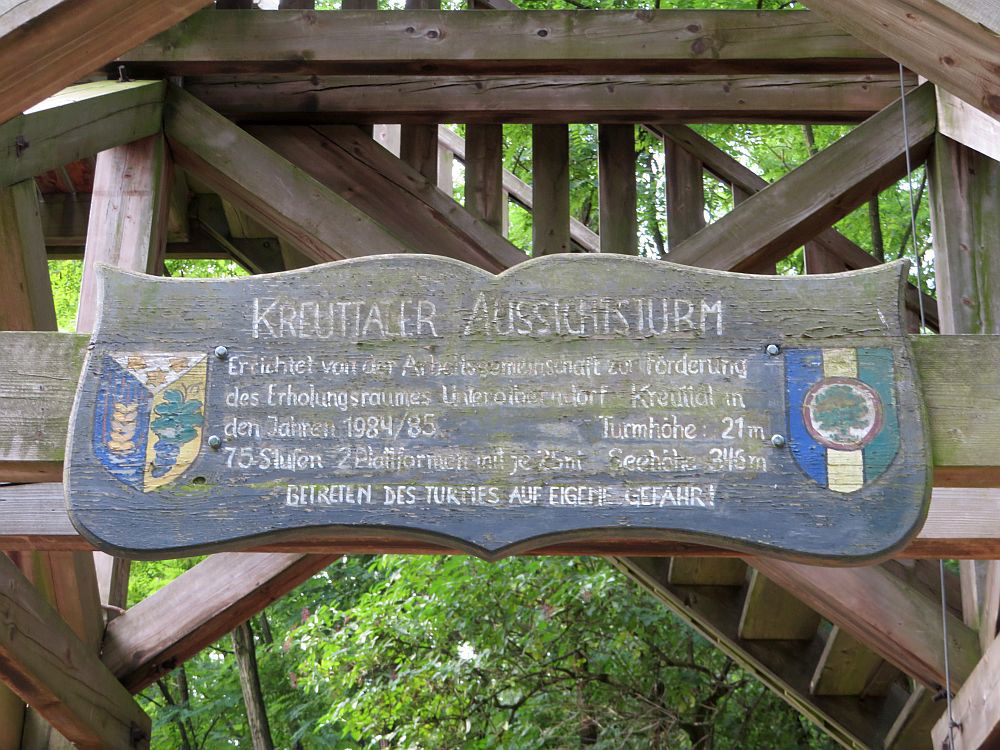 KREUTTALER AUSSICHTSTURM
ERRICHTET VON DER ARBEITSGEMEINSCHAFT ZUR FÖRDERUNG
DES ERHOLUNGSRAUMES UNTEROLBERNDORF - KREUTTAL IN
DEN JAHREN 1984/85. TURMHÖHE: 21m
75 STUFEN 2 PLATTFORMEN MIT JE 25m² SEEHÖHE 346m
BETRETEN DES TURMES AUF EIGENE GEFAHR!